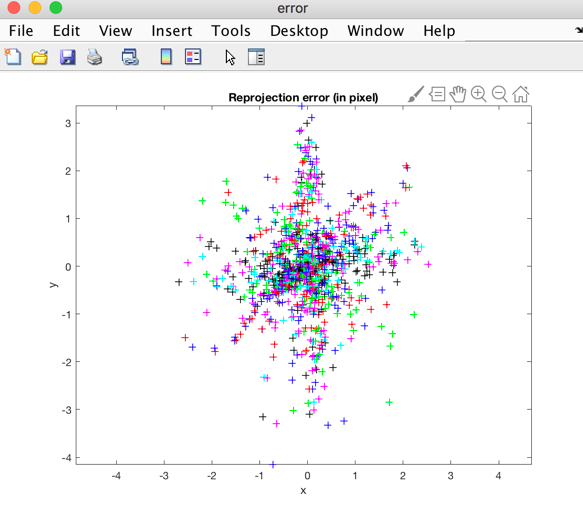 error
File Edit View Insert Tools Desktop Window Help
Reprojection error (in pixel)
3
2
1
0
-1
-2
-3
-4
y
-4 -3 -2 -1 0 1 2 3 4
x